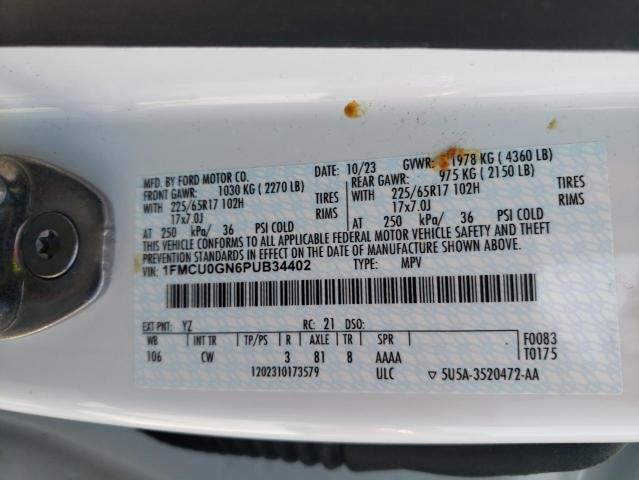 MFD. BY FORD MOTOR CO. DATE: 10/23 GVWR: 1978 KG ( 4360 LB)
FRONT GAWR: 1030 KG ( 2270 LB) REAR GAWR: 975 KG ( 2150 LB)
WITH 225/65R17 102H TIRES WITH 225/65R17 102H TIRES
17x7.0J RIMS 17x7.0J RIMS
AT 250 kPa/ 36 PSI COLD AT 250 kPa/ 36 PSI COLD
THIS VEHICLE CONFORMS TO ALL APPLICABLE FEDERAL MOTOR VEHICLE SAFETY AND THEFT
PREVENTION STANDARDS IN EFFECT ON THE DATE OF MANUFACTURE SHOWN ABOVE.
VIN: 1FMCU0GN6PUB34402 TYPE: MPV
EXT PNT: YZ RC: 21 DSO:
WB INT TR TP/PS R AXLE TR SPR F0083
106 CW 3 81 8 AAAA T0175
1202310173579 ULC ▽ 5U5A-3520472-AA